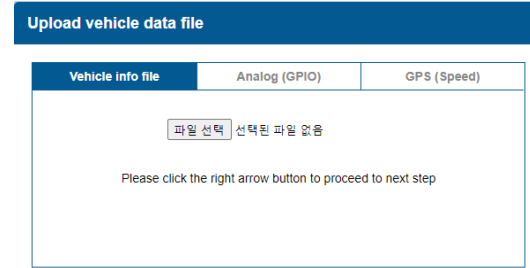 Upload vehicle data file
Vehicle info file Analog (GPIO) GPS (Speed)
파일 선택 선택된 파일 없음
Please click the right arrow button to proceed to next step